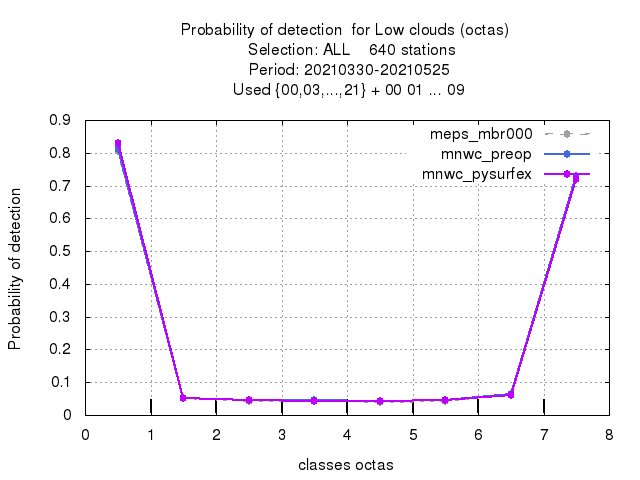 Probability of detection  for Low clouds (octas)
Selection: ALL    640 stations
Period: 20210330-20210525
Used {00,03,...,21} + 00 01 ... 09
meps_mbr000
mnwc_preop
mnwc_pysurfex
Probability of detection
0.9
0.8
0.7
0.6
0.5
0.4
0.3
0.2
0.1
0
0 1 2 3 4 5 6 7 8
classes octas